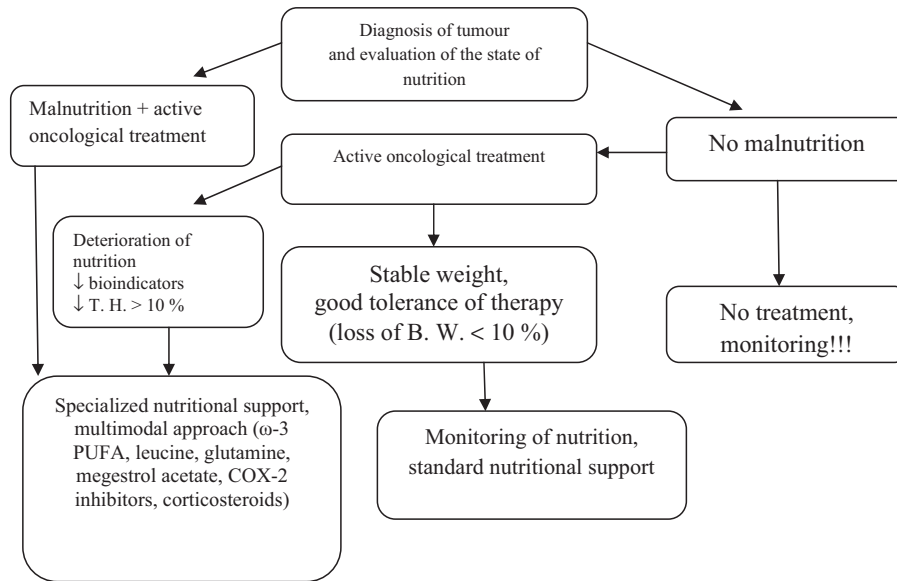 Diagnosis of tumour
and evaluation of the state of
nutrition
Malnutrition + active
oncological treatment
No malnutrition
Active oncological treatment
Deterioration of
nutrition
↓ bioindicators
↓ T. H. > 10 %
Stable weight,
good tolerance of therapy
(loss of B. W. < 10 %)
No treatment,
monitoring!!!
Specialized nutritional support,
multimodal approach (ω-3
PUFA, leucine, glutamine,
megestrol acetate, COX-2
inhibitors, corticosteroids)
Monitoring of nutrition,
standard nutritional support